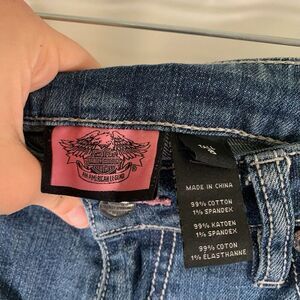 AN AMERICAN LEGEND
®
MADE IN CHINA
99% COTTON
1% SPANDEX
99% KATOEN
1% SPANDEX
99% COTON
1% ÉLASTHANNE